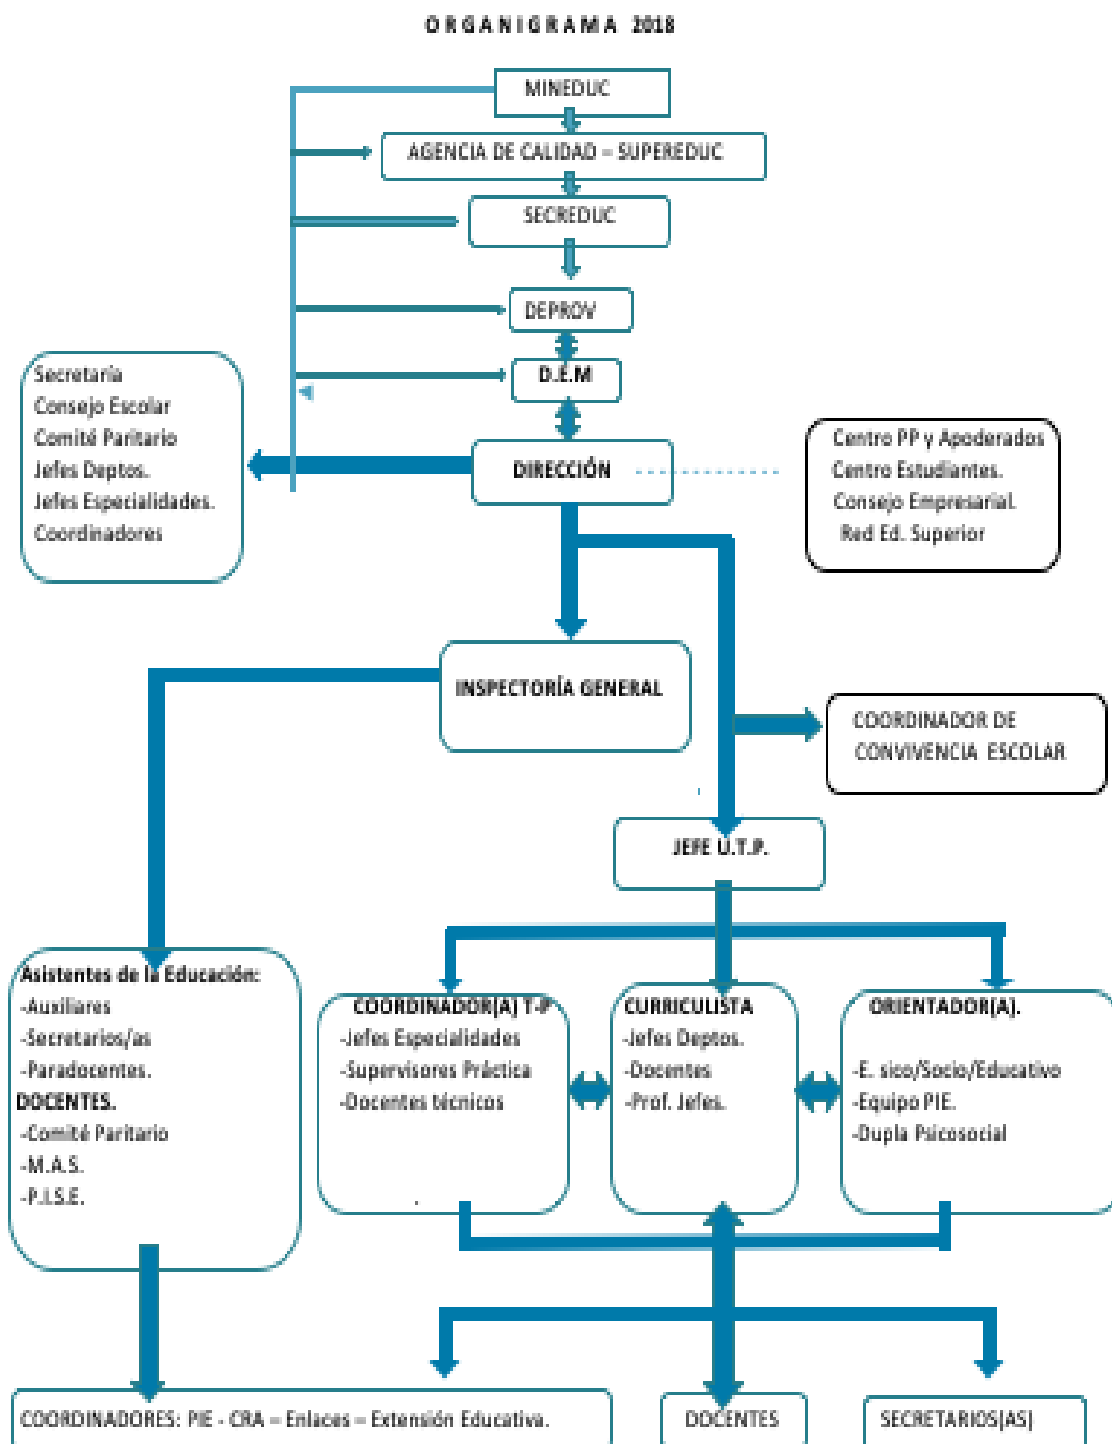 ORGANIGRAMA 2018
MINEDUC
AGENCIA DE CALIDAD – SUPEREDUC
SECREDUC
DEPROV
D.E.M
Secretaría
Consejo Escolar
Comité Paritario
Jefes Deptos.
Jefes Especialidades.
Coordinadores
DIRECCIÓN
Centro PP y Apoderados
Centro Estudiantes.
Consejo Empresarial.
Red Ed. Superior
INSPECTORÍA GENERAL
COORDINADOR DE
CONVIVENCIA ESCOLAR
JEFE U.T.P.
Asistentes de la Educación:
-Auxiliares
-Secretarios/as
-Paradocentes.
DOCENTES.
-Comité Paritario
-M.A.S.
-P.I.S.E.
COORDINADOR(A) T-P
-Jefes Especialidades
-Supervisores Práctica
-Docentes técnicos
CURRICULISTA
-Jefes Deptos.
-Docentes
-Prof. Jefes.
ORIENTADOR(A).
-E. sico/Socio/Educativo
-Equipo PIE.
-Dupla Psicosocial
COORDINADORES: PIE - CRA – Enlaces – Extensión Educativa.
DOCENTES
SECRETARIOS(AS)